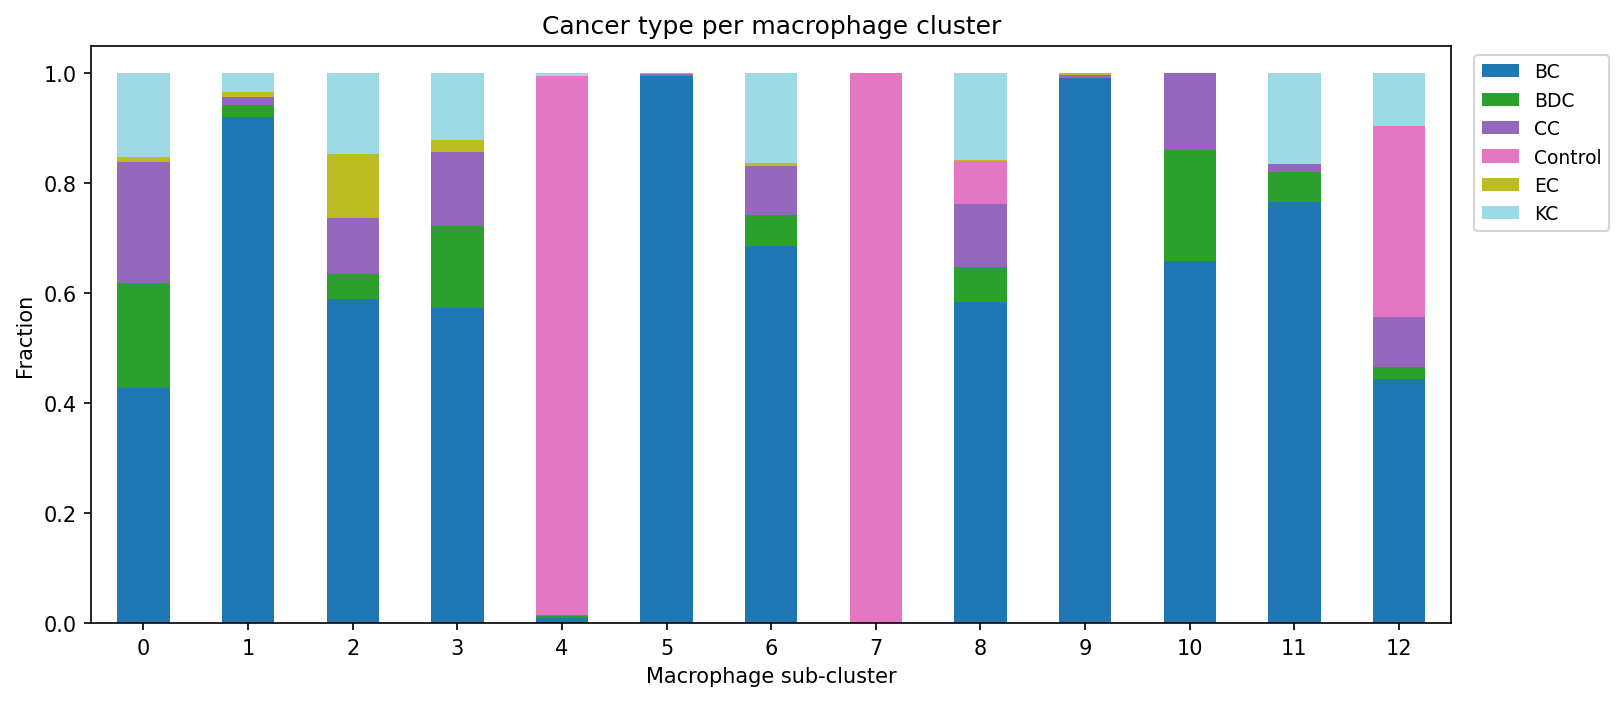 Cancer type per macrophage cluster
Fraction
1.0
0.8
0.6
0.4
0.2
0.0
0 1 2 3 4 5 6 7 8 9 10 11 12
Macrophage sub-cluster
BC
BDC
CC
Control
EC
KC